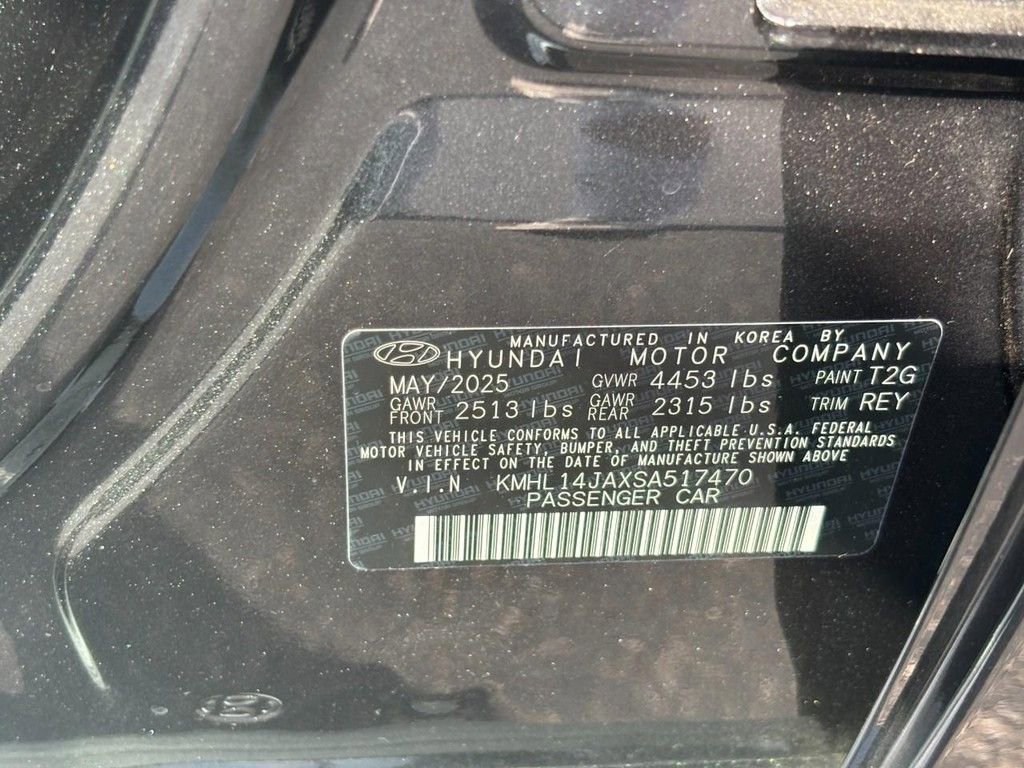 MANUFACTURED IN KOREA BY
HYUNDAI MOTOR COMPANY
MAY/2025 GVWR 4453 lbs PAINT T2G
GAWR FRONT 2513 lbs GAWR REAR 2315 lbs TRIM REY
THIS VEHICLE CONFORMS TO ALL APPLICABLE U.S.A. FEDERAL
MOTOR VEHICLE SAFETY, BUMPER, AND THEFT PREVENTION STANDARDS
IN EFFECT ON THE DATE OF MANUFACTURE SHOWN ABOVE
V.I.N KMHL14JAXSA517470
PASSENGER CAR